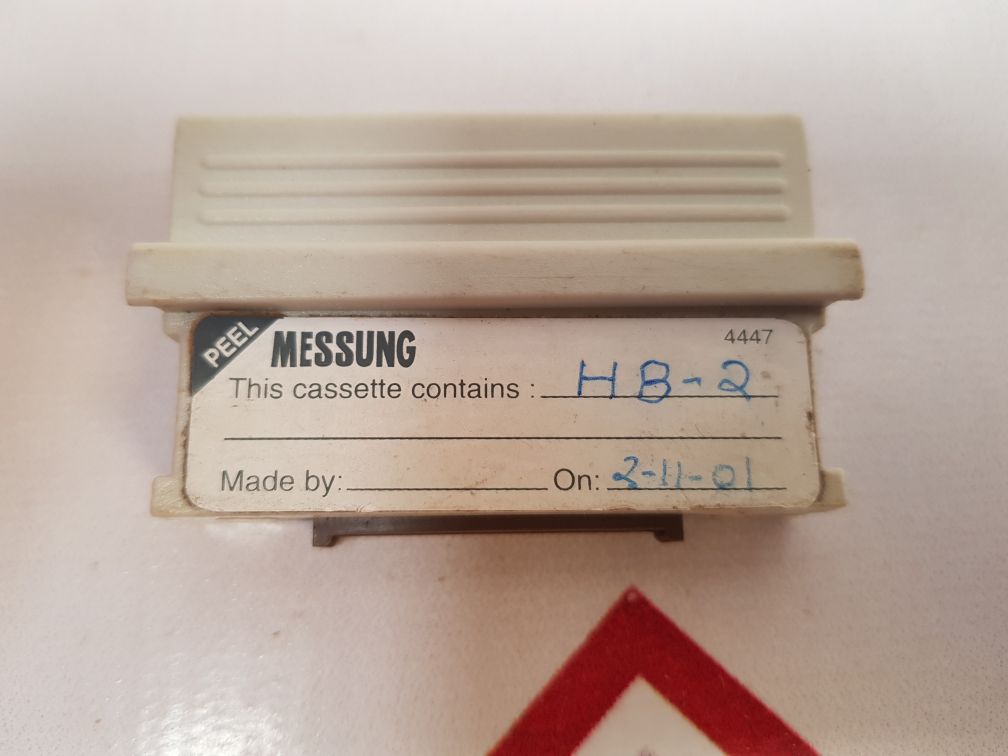 PEEL
MESSUNG 4447
This cassette contains : HB-2
Made by: On: 2-11-01